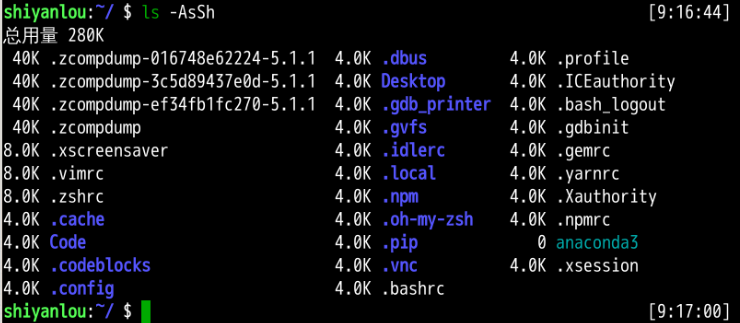 shiyanlou:~/ $ ls -AsSh [9:16:44]
总用量 280K
40K .zcompdump-016748e62224-5.1.1 4.0K .dbus 4.0K .profile
40K .zcompdump-3c5d89437e0d-5.1.1 4.0K Desktop 4.0K .ICEauthority
40K .zcompdump-ef34fb1fc270-5.1.1 4.0K .gdb_printer 4.0K .bash_logout
40K .zcompdump 4.0K .gvfs 4.0K .gdbinit
8.0K .xscreensaver 4.0K .idlerc 4.0K .gemrc
8.0K .vimrc 4.0K .local 4.0K .yarnrc
8.0K .zshrc 4.0K .npm 4.0K .Xauthority
4.0K .cache 4.0K .oh-my-zsh 4.0K .npmrc
4.0K Code 4.0K .pip 0 anaconda3
4.0K .codeblocks 4.0K .vnc 4.0K .xsession
4.0K .config 4.0K .bashrc
shiyanlou:~/ $ [9:17:00]